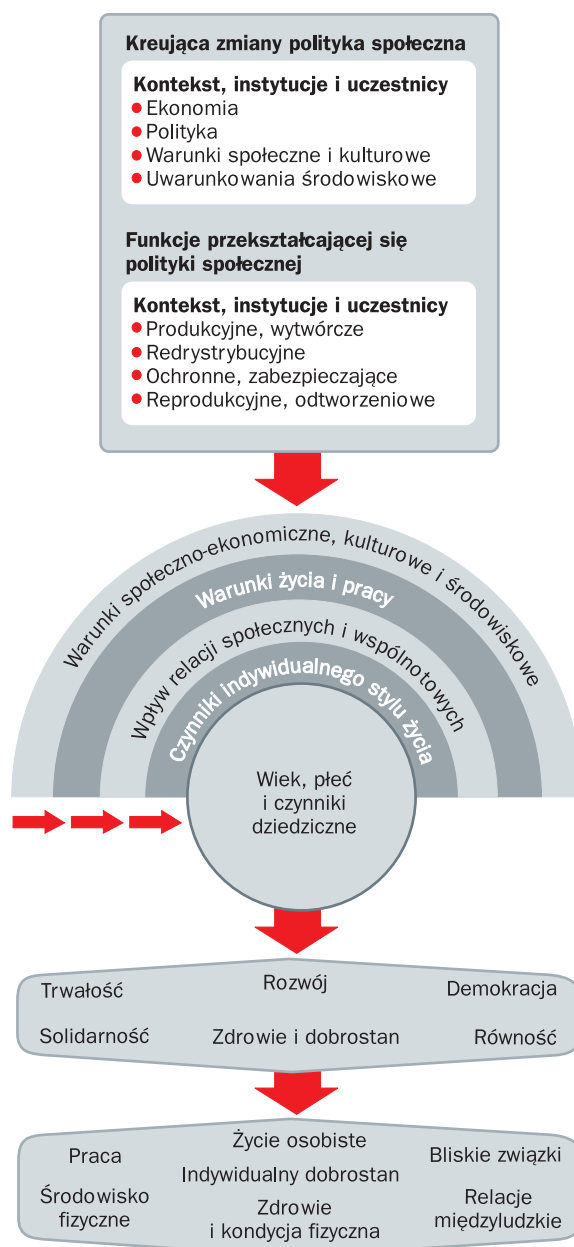 Kreująca zmiany polityka społeczna
Kontekst, instytucje i uczestnicy
Ekonomia
Polityka
Warunki społeczne i kulturowe
Uwarunkowania środowiskowe
Funkcje przekształcającej się
polityki społecznej
Kontekst, instytucje i uczestnicy
Produkcyjne, wytwórcze
Redrystrybucyjne
Ochronne, zabezpieczające
Reprodukcyjne, odtworzeniowe
Warunki społeczno-ekonomiczne, kulturowe i środowiskowe
Warunki życia i pracy
Wpływ relacji społecznych i wspólnotowych
Czynniki indywidualnego stylu życia
Wiek, płeć
i czynniki
dziedziczne
Trwałość
Rozwój
Demokracja
Solidarność
Zdrowie i dobrostan
Równość
Praca
Życie osobiste
Bliskie związki
Indywidualny dobrostan
Środowisko
fizyczne
Zdrowie
i kondycja fizyczna
Relacje
międzyludzkie